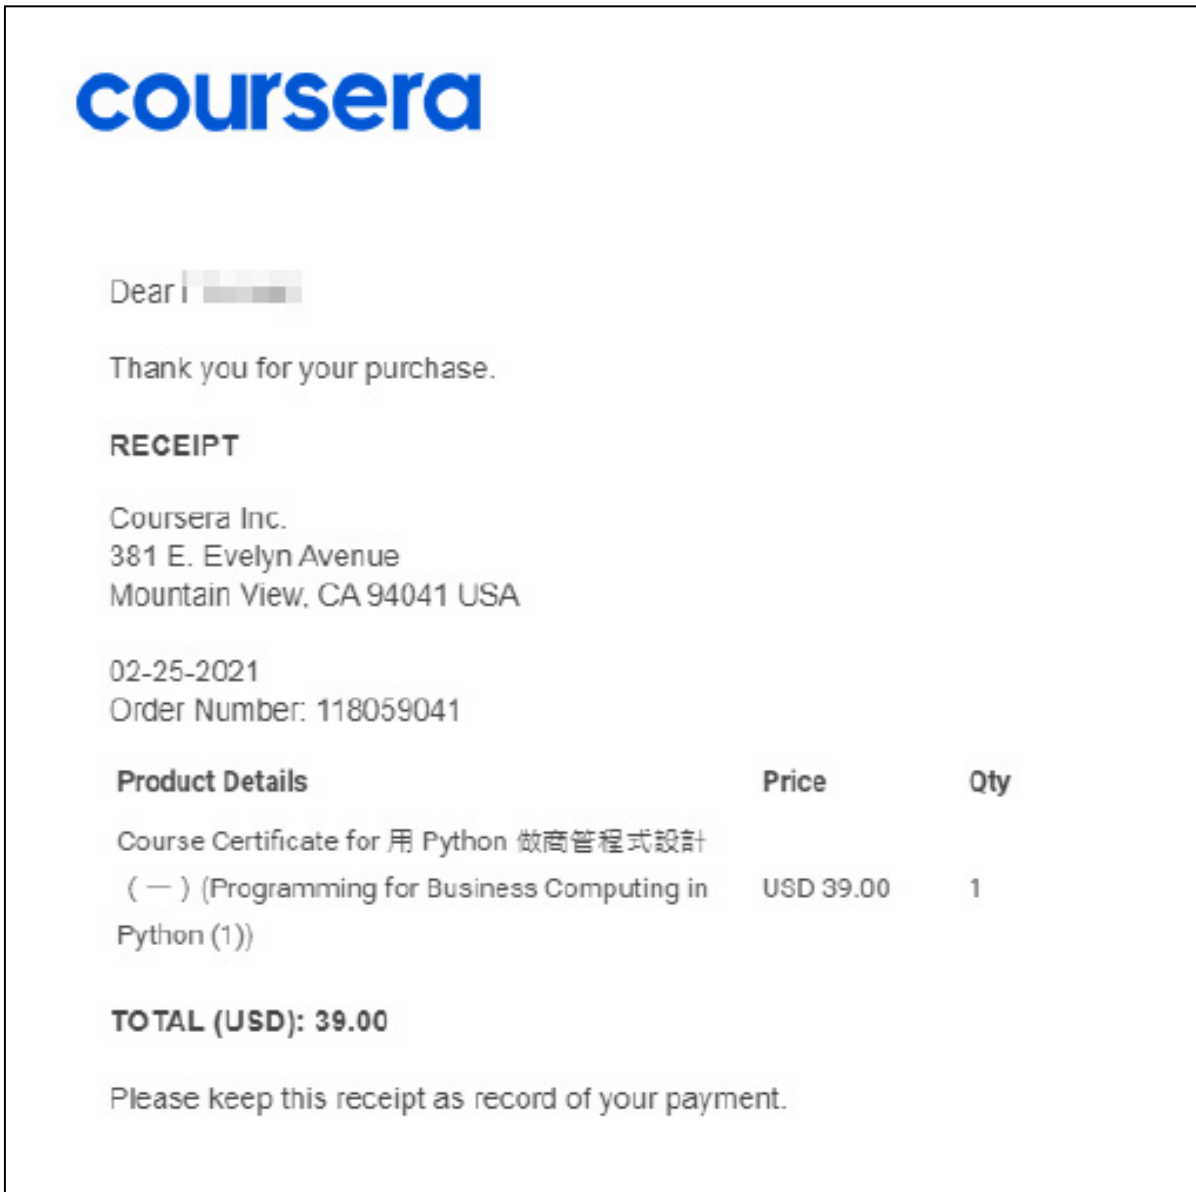 coursera
Dear
Thank you for your purchase.
RECEIPT
Coursera Inc.
381 E. Evelyn Avenue
Mountain View, CA 94041 USA
02-25-2021
Order Number: 118059041
Product Details Price Qty
Course Certificate for 用 Python 做商管程式設計
（一）(Programming for Business Computing in USD 39.00 1
Python (1))
TOTAL (USD): 39.00
Please keep this receipt as record of your payment.